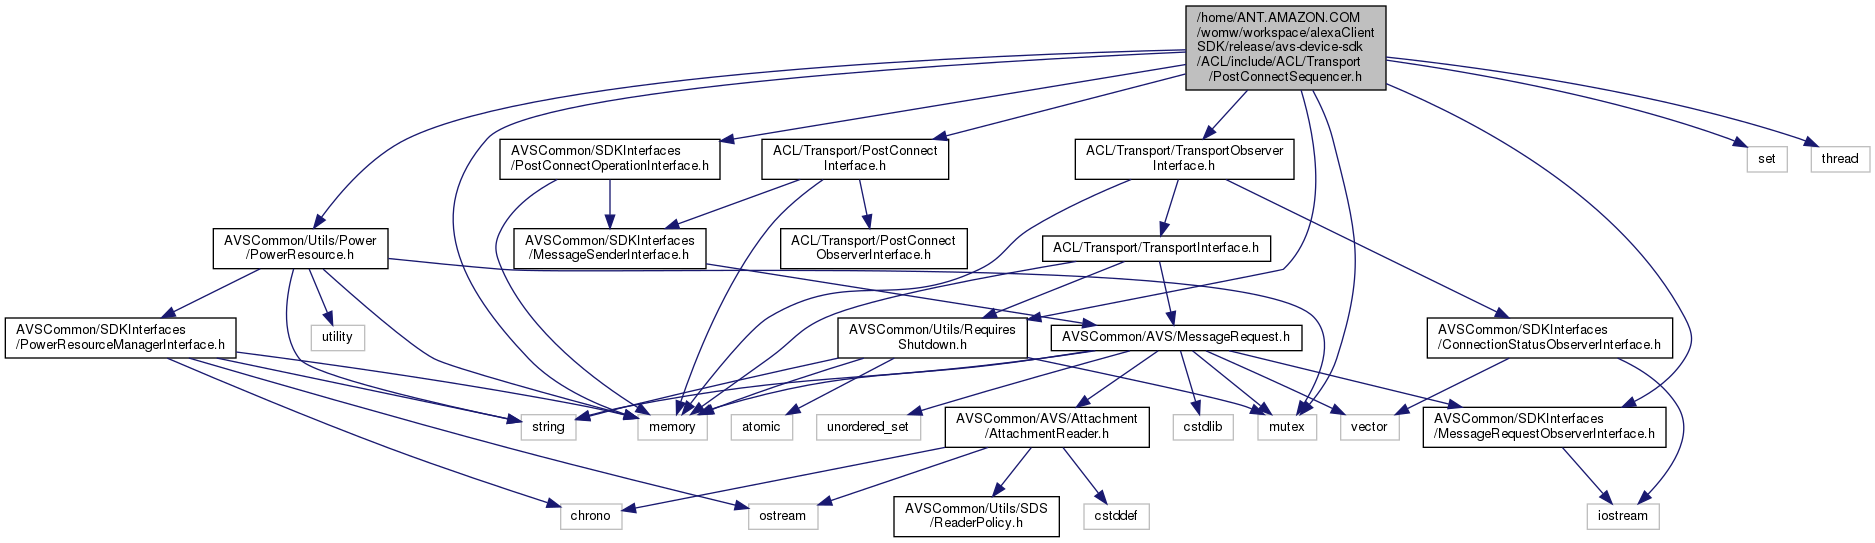 /home/ANT.AMAZON.COM
/womw/workspace/alexaClient
SDK/release/avs-device-sdk
/ACL/include/ACL/Transport
/PostConnectSequencer.h
AVSCommon/SDKInterfaces
/PostConnectOperationInterface.h
ACL/Transport/PostConnect
Interface.h
ACL/Transport/TransportObserver
Interface.h
set
thread
AVSCommon/Utils/Power
/PowerResource.h
AVSCommon/SDKInterfaces
/MessageSenderInterface.h
ACL/Transport/PostConnect
ObserverInterface.h
ACL/Transport/TransportInterface.h
AVSCommon/SDKInterfaces
/PowerResourceManagerInterface.h
utility
AVSCommon/Utils/Requires
Shutdown.h
AVSCommon/AVS/MessageRequest.h
AVSCommon/SDKInterfaces
/ConnectionStatusObserverInterface.h
string
memory
atomic
unordered_set
AVSCommon/AVS/Attachment
/AttachmentReader.h
cstdlib
mutex
vector
AVSCommon/SDKInterfaces
/MessageRequestObserverInterface.h
chrono
ostream
AVSCommon/Utils/SDS
/ReaderPolicy.h
cstddef
iostream